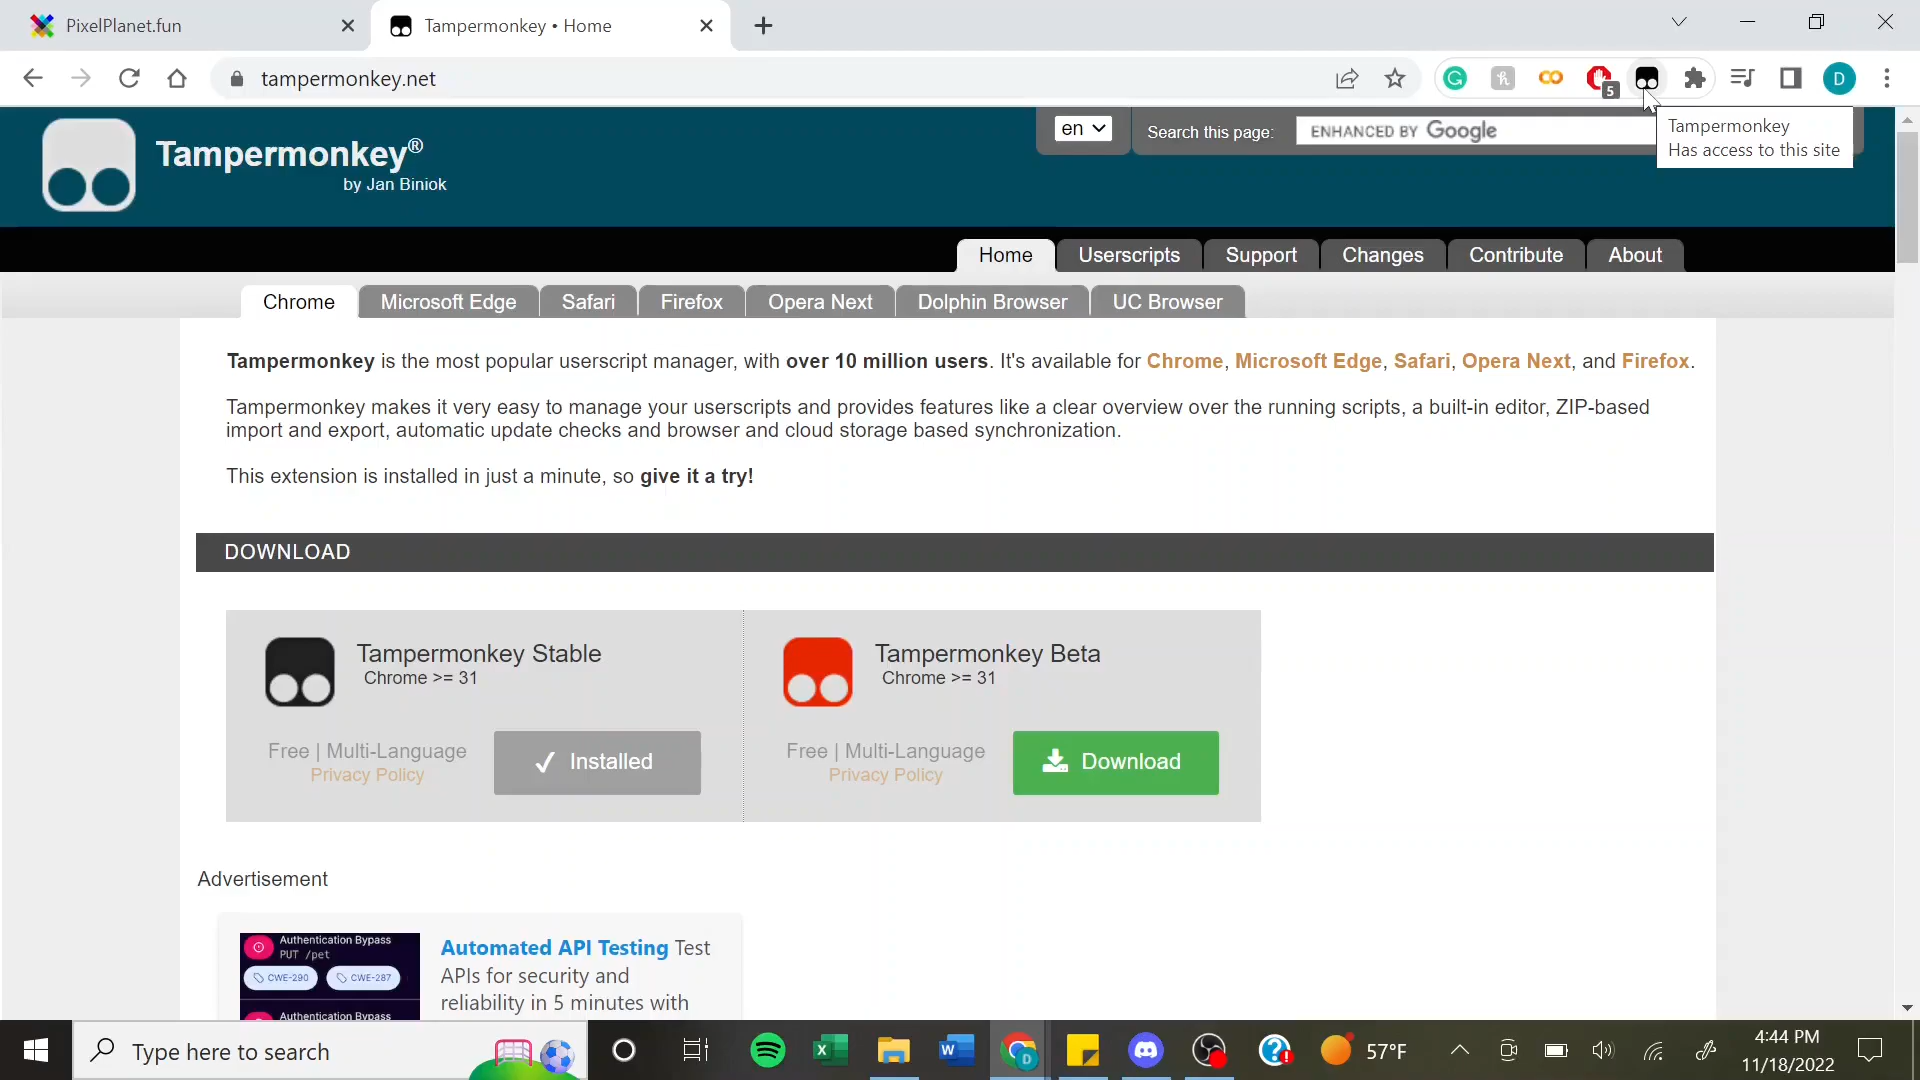 PixelPlanet.fun
Tampermonkey • Home
tampermonkey.net
5
D
Tampermonkey
Has access to this site
Tampermonkey®
by Jan Biniok
en
Search this page:
ENHANCED BY Google
Home
Userscripts
Support
Changes
Contribute
About
Chrome
Microsoft Edge
Safari
Firefox
Opera Next
Dolphin Browser
UC Browser
Tampermonkey is the most popular userscript manager, with over 10 million users. It's available for Chrome, Microsoft Edge, Safari, Opera Next, and Firefox.
Tampermonkey makes it very easy to manage your userscripts and provides features like a clear overview over the running scripts, a built-in editor, ZIP-based
import and export, automatic update checks and browser and cloud storage based synchronization.
This extension is installed in just a minute, so give it a try!
DOWNLOAD
Tampermonkey Stable
Chrome >= 31
Free | Multi-Language
Privacy Policy
Installed
Tampermonkey Beta
Chrome >= 31
Free | Multi-Language
Privacy Policy
Download
Advertisement
Authentication Bypass
PUT /pet
CWE-290
CWE-287
Authentication Bypass
Automated API Testing Test
APIs for security and
reliability in 5 minutes with
Type here to search
57°F
4:44 PM
11/18/2022